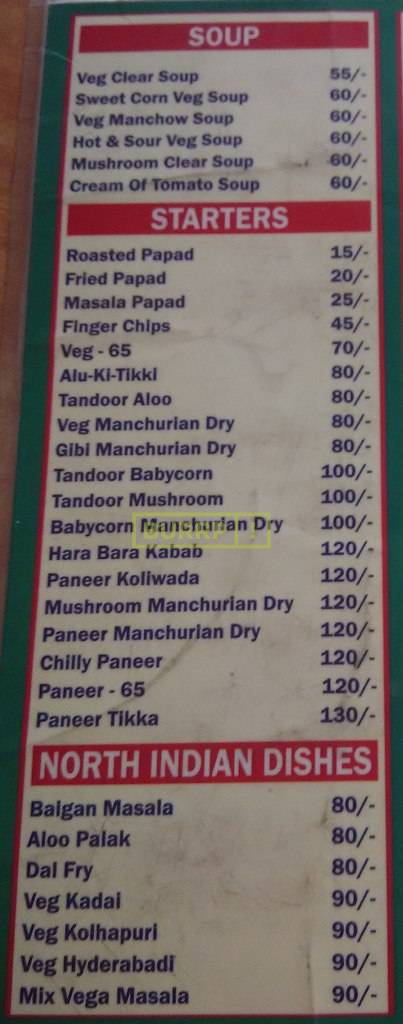 SOUP
Veg Clear Soup 55/-
Sweet Corn Veg Soup 60/-
Veg Manchow Soup 60/-
Hot & Sour Veg Soup 60/-
Mushroom Clear Soup 60/-
Cream Of Tomato Soup 60/-
STARTERS
Roasted Papad 15/-
Fried Papad 20/-
Masala Papad 25/-
Finger Chips 45/-
Veg - 65 70/-
Alu-Ki-Tikki 80/-
Tandoor Aloo 80/-
Veg Manchurian Dry 80/-
Gibi Manchurian Dry 80/-
Tandoor Babycorn 100/-
Tandoor Mushroom 100/-
Babycorn Manchurian Dry 100/-
Hara Bara Kabab 120/-
Paneer Koliwada 120/-
Mushroom Manchurian Dry 120/-
Paneer Manchurian Dry 120/-
Chilly Paneer 120/-
Paneer - 65 120/-
Paneer Tikka 130/-
NORTH INDIAN DISHES
Baigan Masala 80/-
Aloo Palak 80/-
Dal Fry 80/-
Veg Kadai 90/-
Veg Kolhapuri 90/-
Veg Hyderabadi 90/-
Mix Vega Masala 90/-